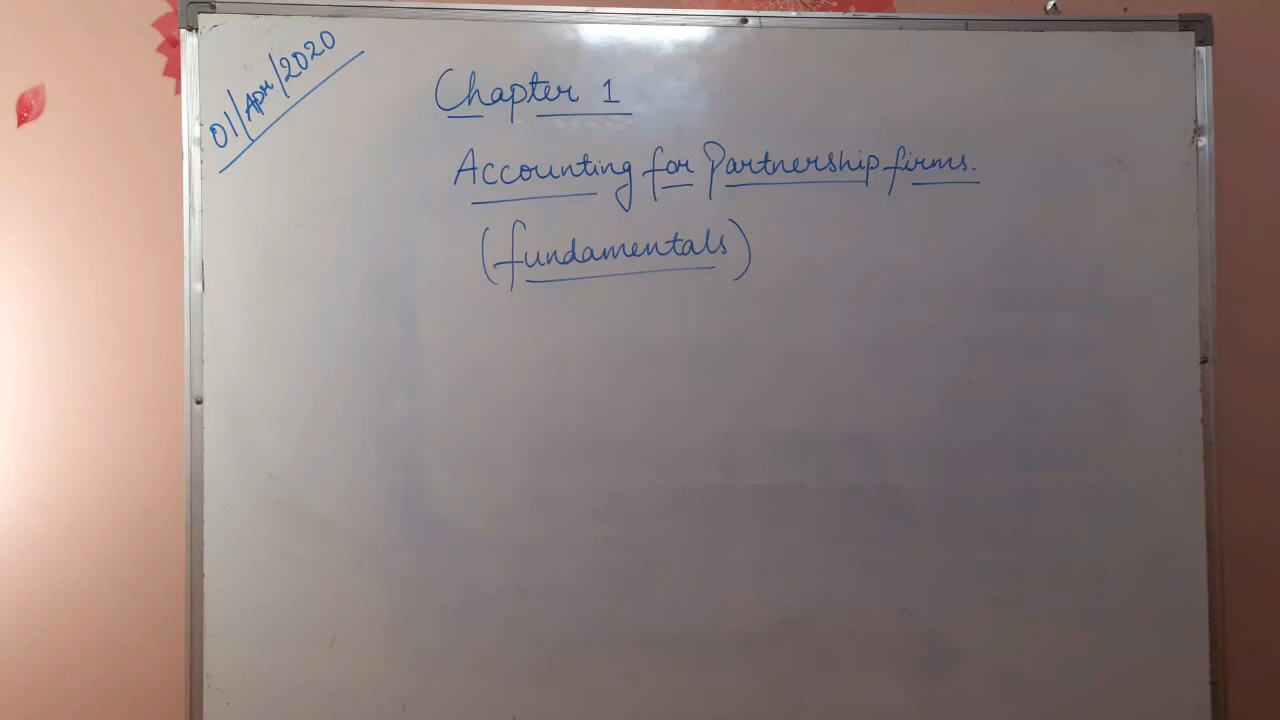 01/Apr/2020
Chapter 1
Accounting for Partnership firms.
(fundamentals)